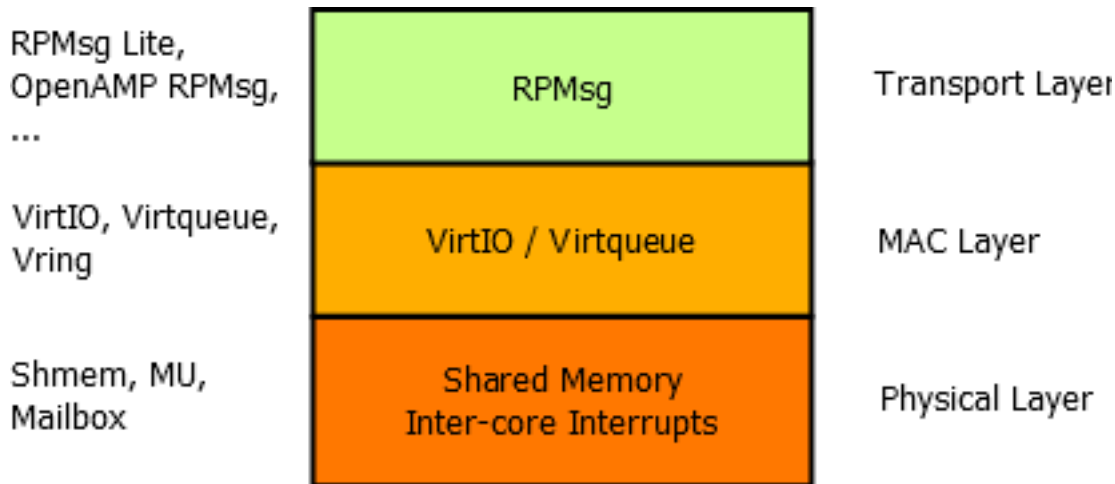 RPMsg Lite,
OpenAMP RPMsg,
...
RPMsg
Transport Layer
VirtIO, Virtqueue,
Vring
VirtIO / Virtqueue
MAC Layer
Shmem, MU,
Mailbox
Shared Memory
Inter-core Interrupts
Physical Layer